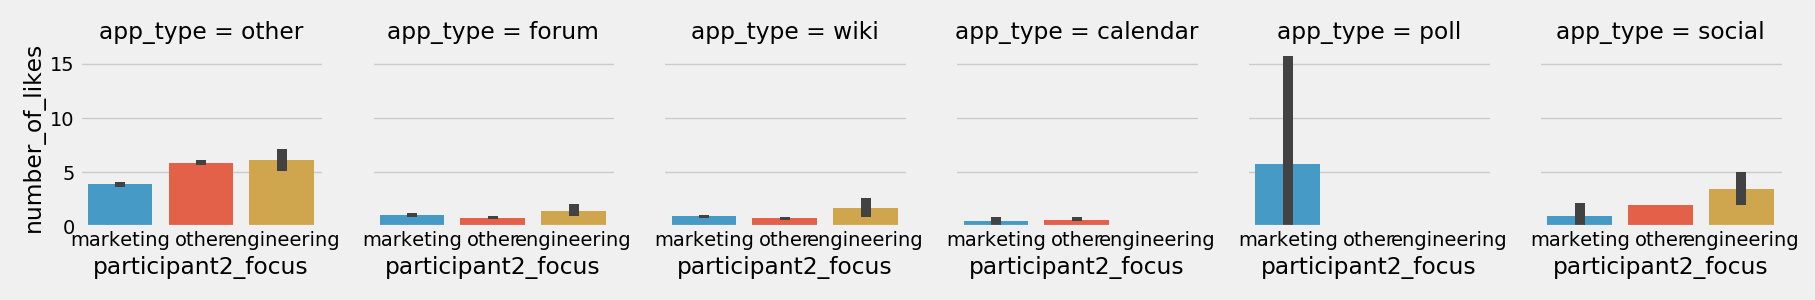 app_type = other
app_type = forum
app_type = wiki
app_type = calendar
app_type = poll
app_type = social
number_of_likes
15
10
5
0
marketing other engineering
marketing other engineering
marketing other engineering
marketing other engineering
marketing other engineering
marketing other engineering
participant2_focus
participant2_focus
participant2_focus
participant2_focus
participant2_focus
participant2_focus